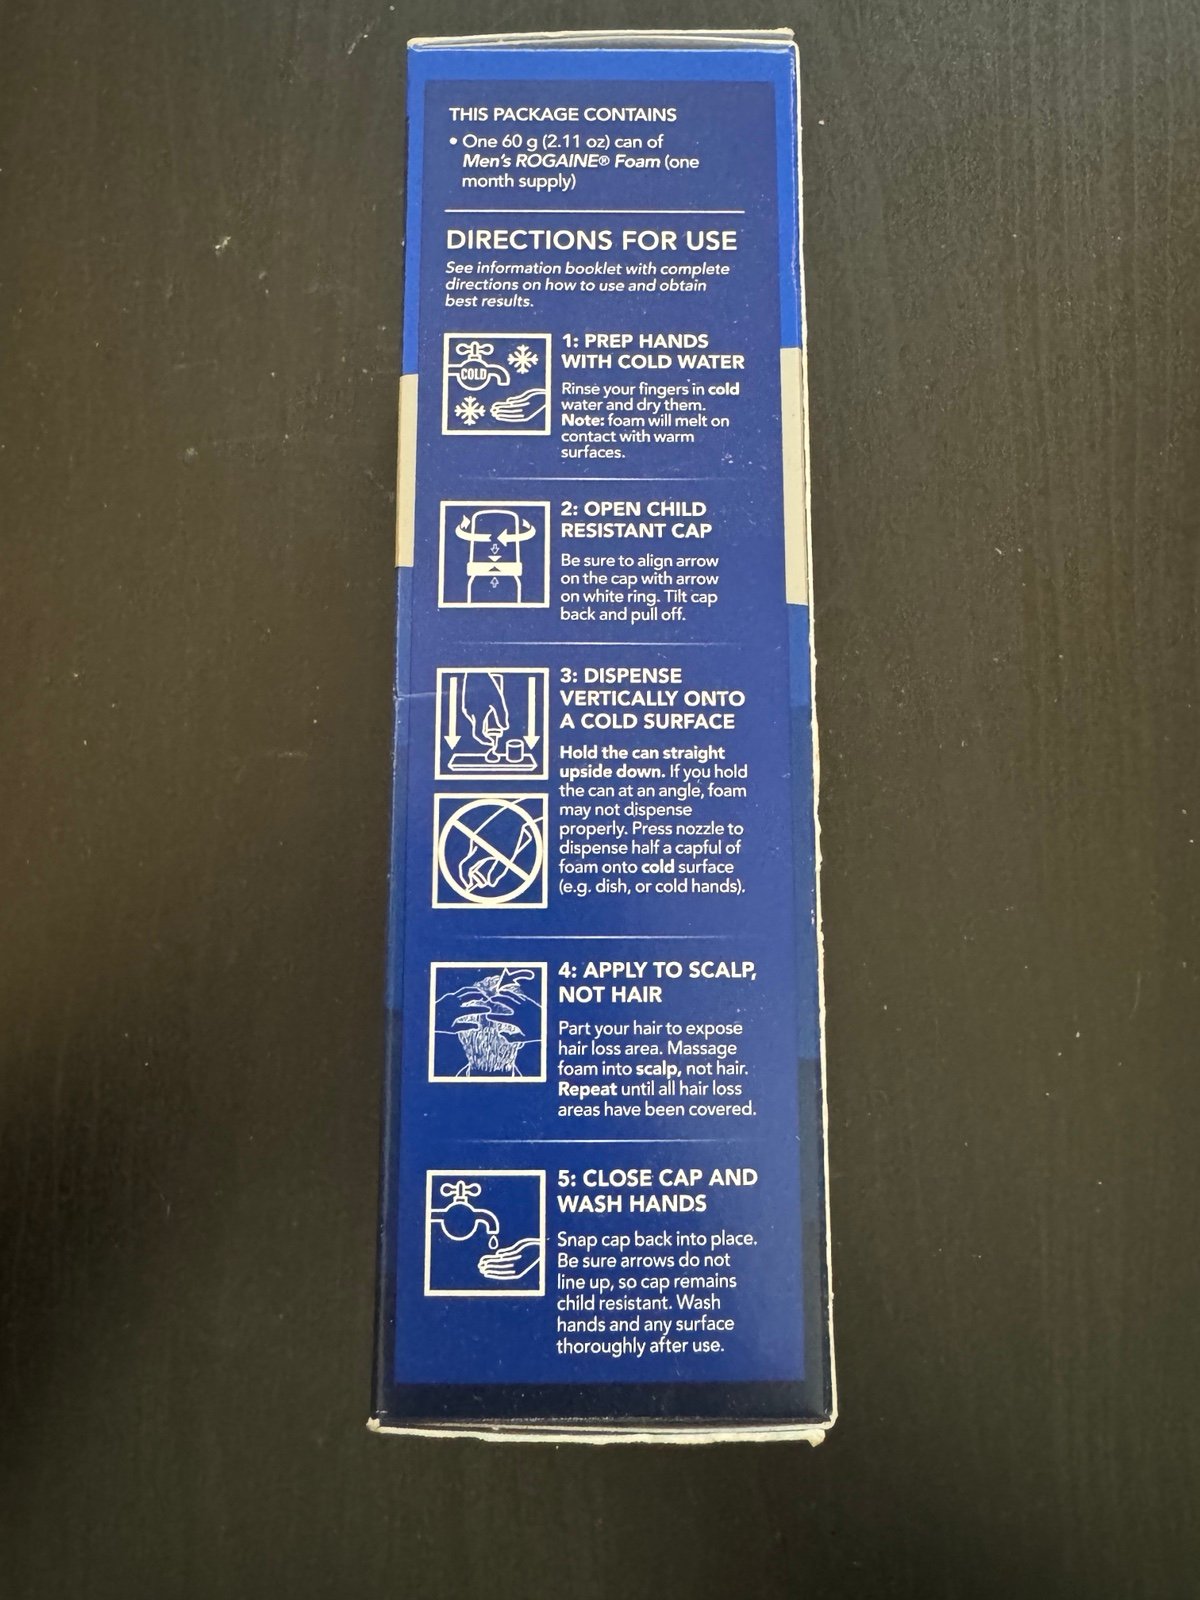 THIS PACKAGE CONTAINS
• One 60 g (2.11 oz) can of
Men's ROGAINE® Foam (one
month supply)
DIRECTIONS FOR USE
See information booklet with complete
directions on how to use and obtain
best results.
COLD
1: PREP HANDS
WITH COLD WATER
Rinse your fingers in cold
water and dry them.
Note: foam will melt on
contact with warm
surfaces.
2: OPEN CHILD
RESISTANT CAP
Be sure to align arrow
on the cap with arrow
on white ring. Tilt cap
back and pull off.
3: DISPENSE
VERTICALLY ONTO
A COLD SURFACE
Hold the can straight
upside down. If you hold
the can at an angle, foam
may not dispense
properly. Press nozzle to
dispense half a capful of
foam onto cold surface
(e.g. dish, or cold hands).
4: APPLY TO SCALP,
NOT HAIR
Part your hair to expose
hair loss area. Massage
foam into scalp, not hair.
Repeat until all hair loss
areas have been covered.
5: CLOSE CAP AND
WASH HANDS
Snap cap back into place.
Be sure arrows do not
line up, so cap remains
child resistant. Wash
hands and any surface
thoroughly after use.